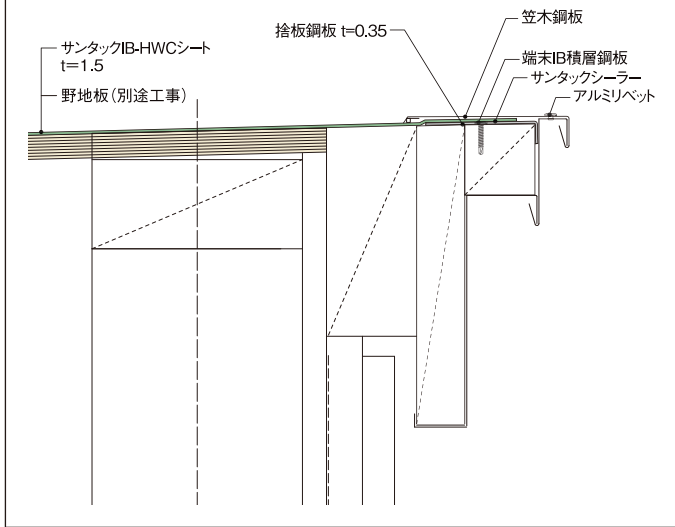 笠木鋼板
捨板鋼板 t=0.35
サンタックIB-HWCシート
t=1.5
端末IB積層鋼板
サンタックシーラー
アルミリベット
野地板(別途工事)